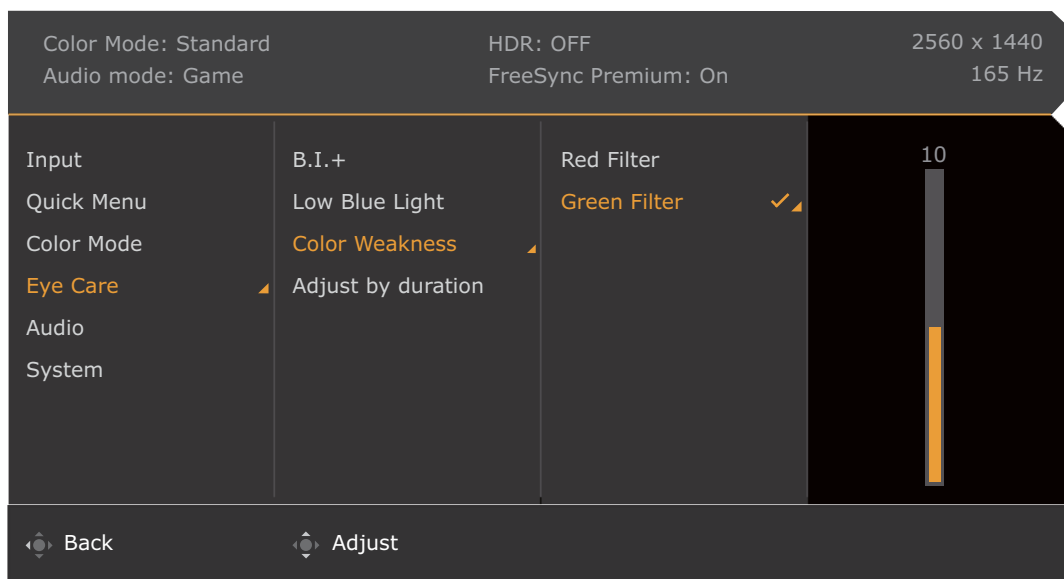 Color Mode: Standard
Audio mode: Game
HDR: OFF
FreeSync Premium: On
2560 x 1440
165 Hz
Input
Quick Menu
Color Mode
Eye Care
Audio
System
B.I.+
Low Blue Light
Color Weakness
Adjust by duration
Red Filter
Green Filter
10
Back
Adjust